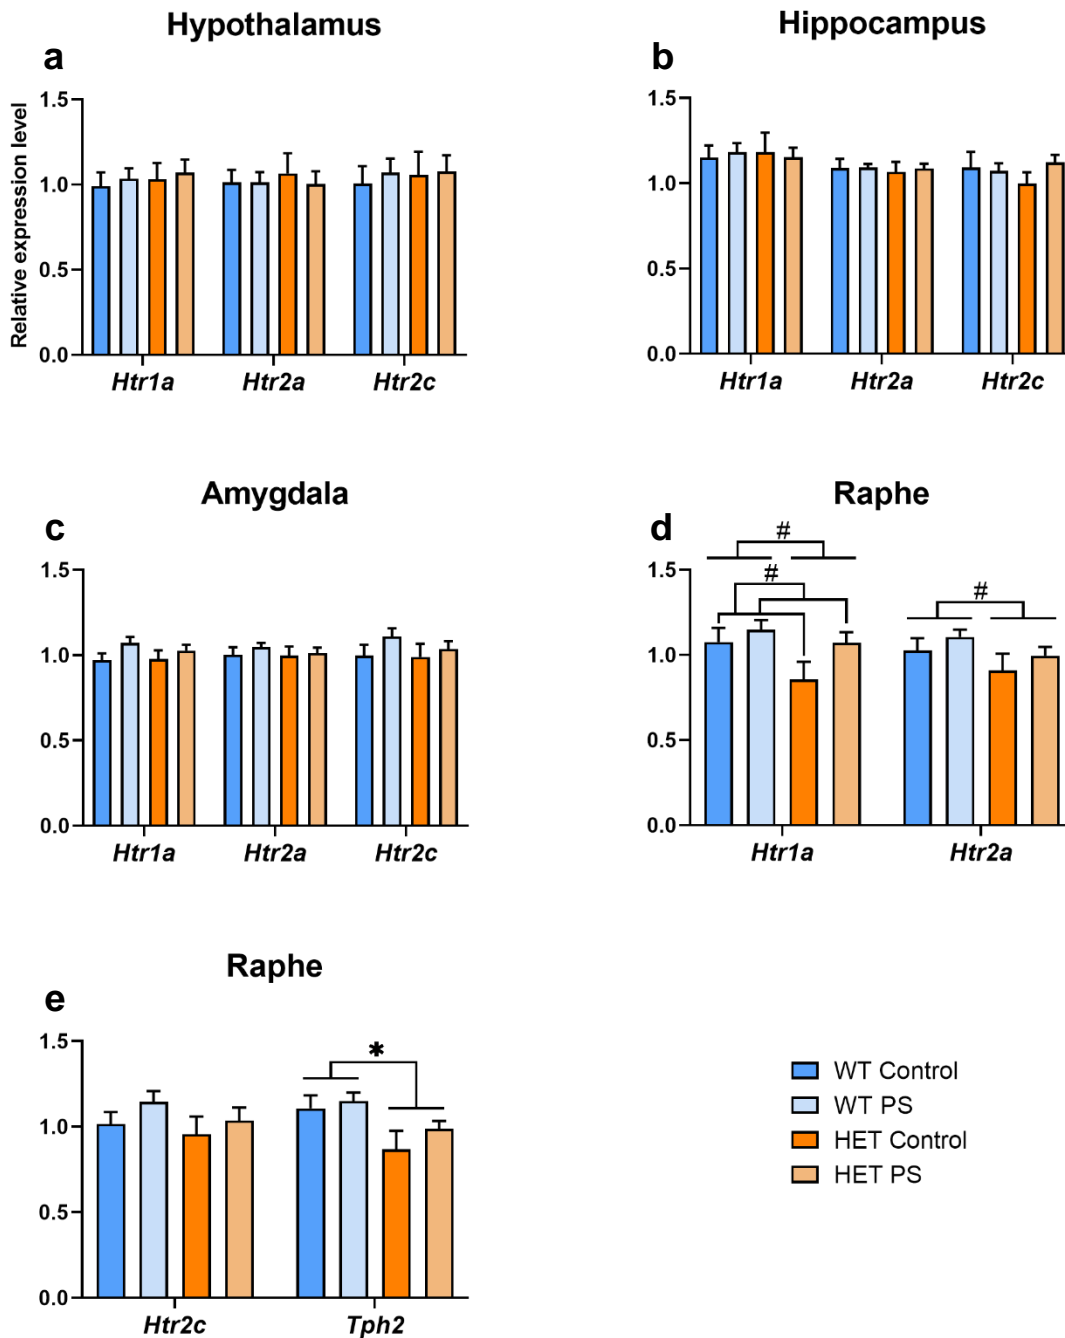 Hypothalamus
a
Relative expression level
1.5
1.0
0.5
0.0
Htr1a Htr2a Htr2c
Hippocampus
b
1.5
1.0
0.5
0.0
Htr1a Htr2a Htr2c
Amygdala
c
1.5
1.0
0.5
0.0
Htr1a Htr2a Htr2c
Raphe
d
#
#
#
1.5
1.0
0.5
0.0
Htr1a Htr2a
Raphe
e
*
1.5
1.0
0.5
0.0
Htr2c Tph2
WT Control
WT PS
HET Control
HET PS